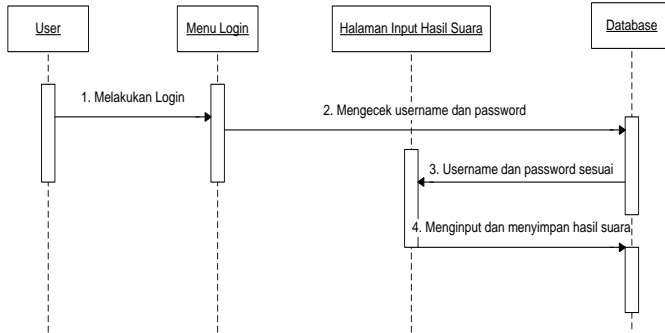 User
Menu Login
Halaman Input Hasil Suara
Database
1. Melakukan Login
2. Mengecek username dan password
3. Username dan password sesuai
4. Menginput dan menyimpan hasil suara